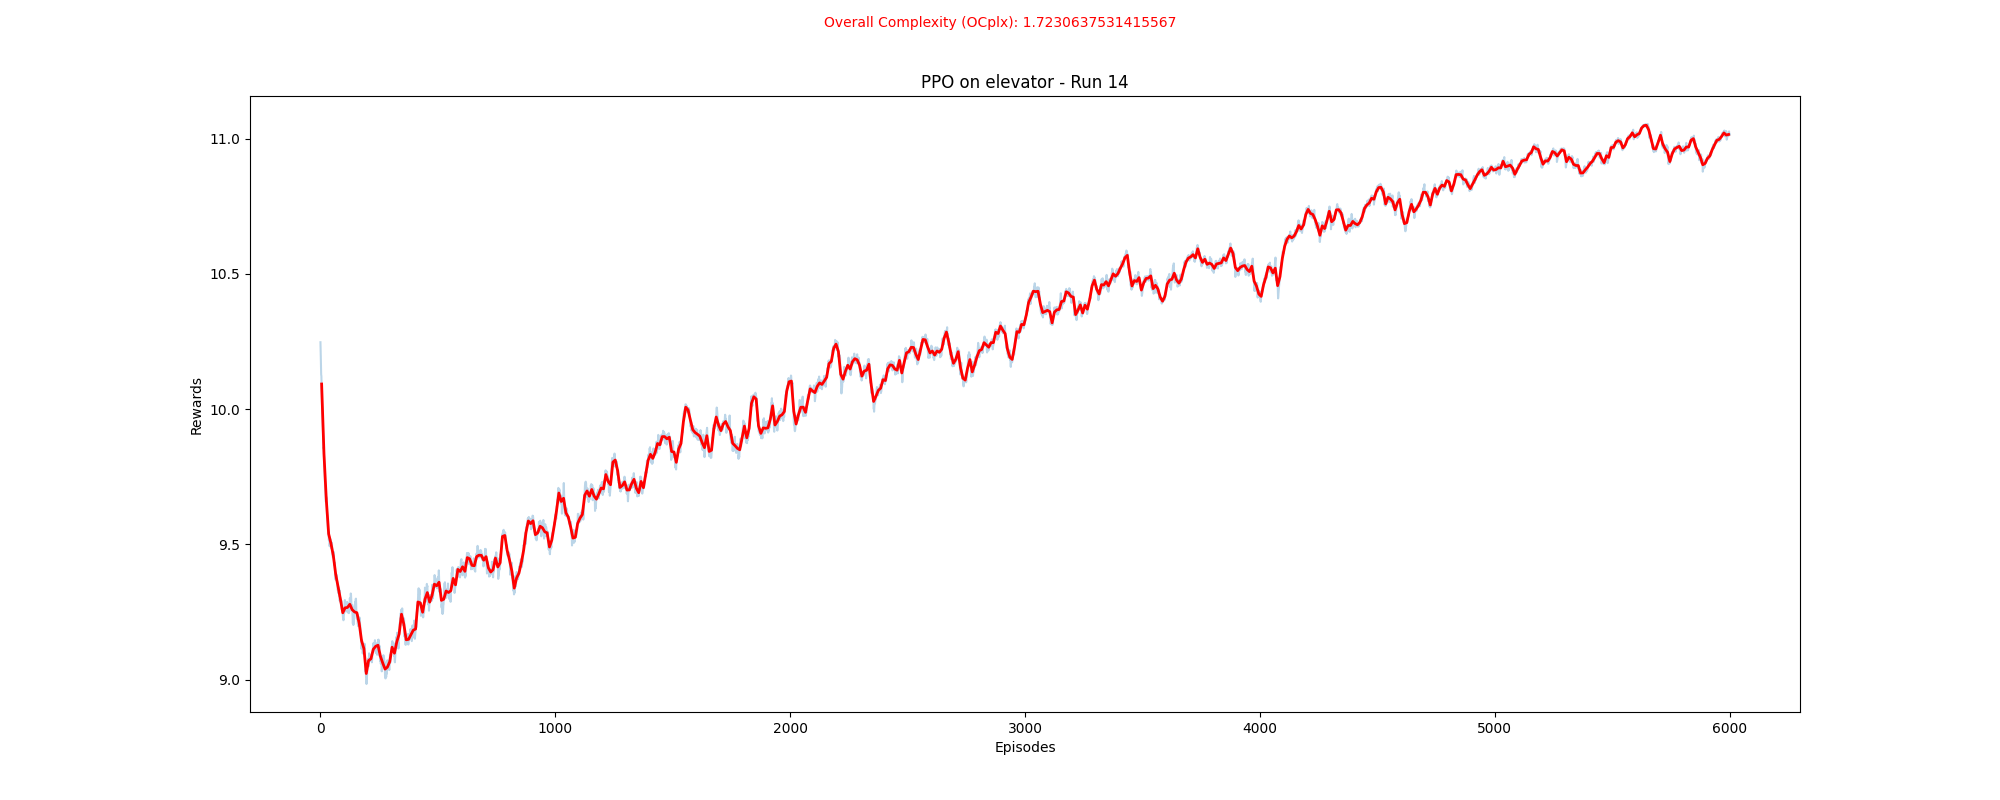 Overall Complexity (OCplx): 1.7230637531415567
PPO on elevator - Run 14
Rewards
11.0
10.5
10.0
9.5
9.0
0 1000 2000 3000 4000 5000 6000
Episodes